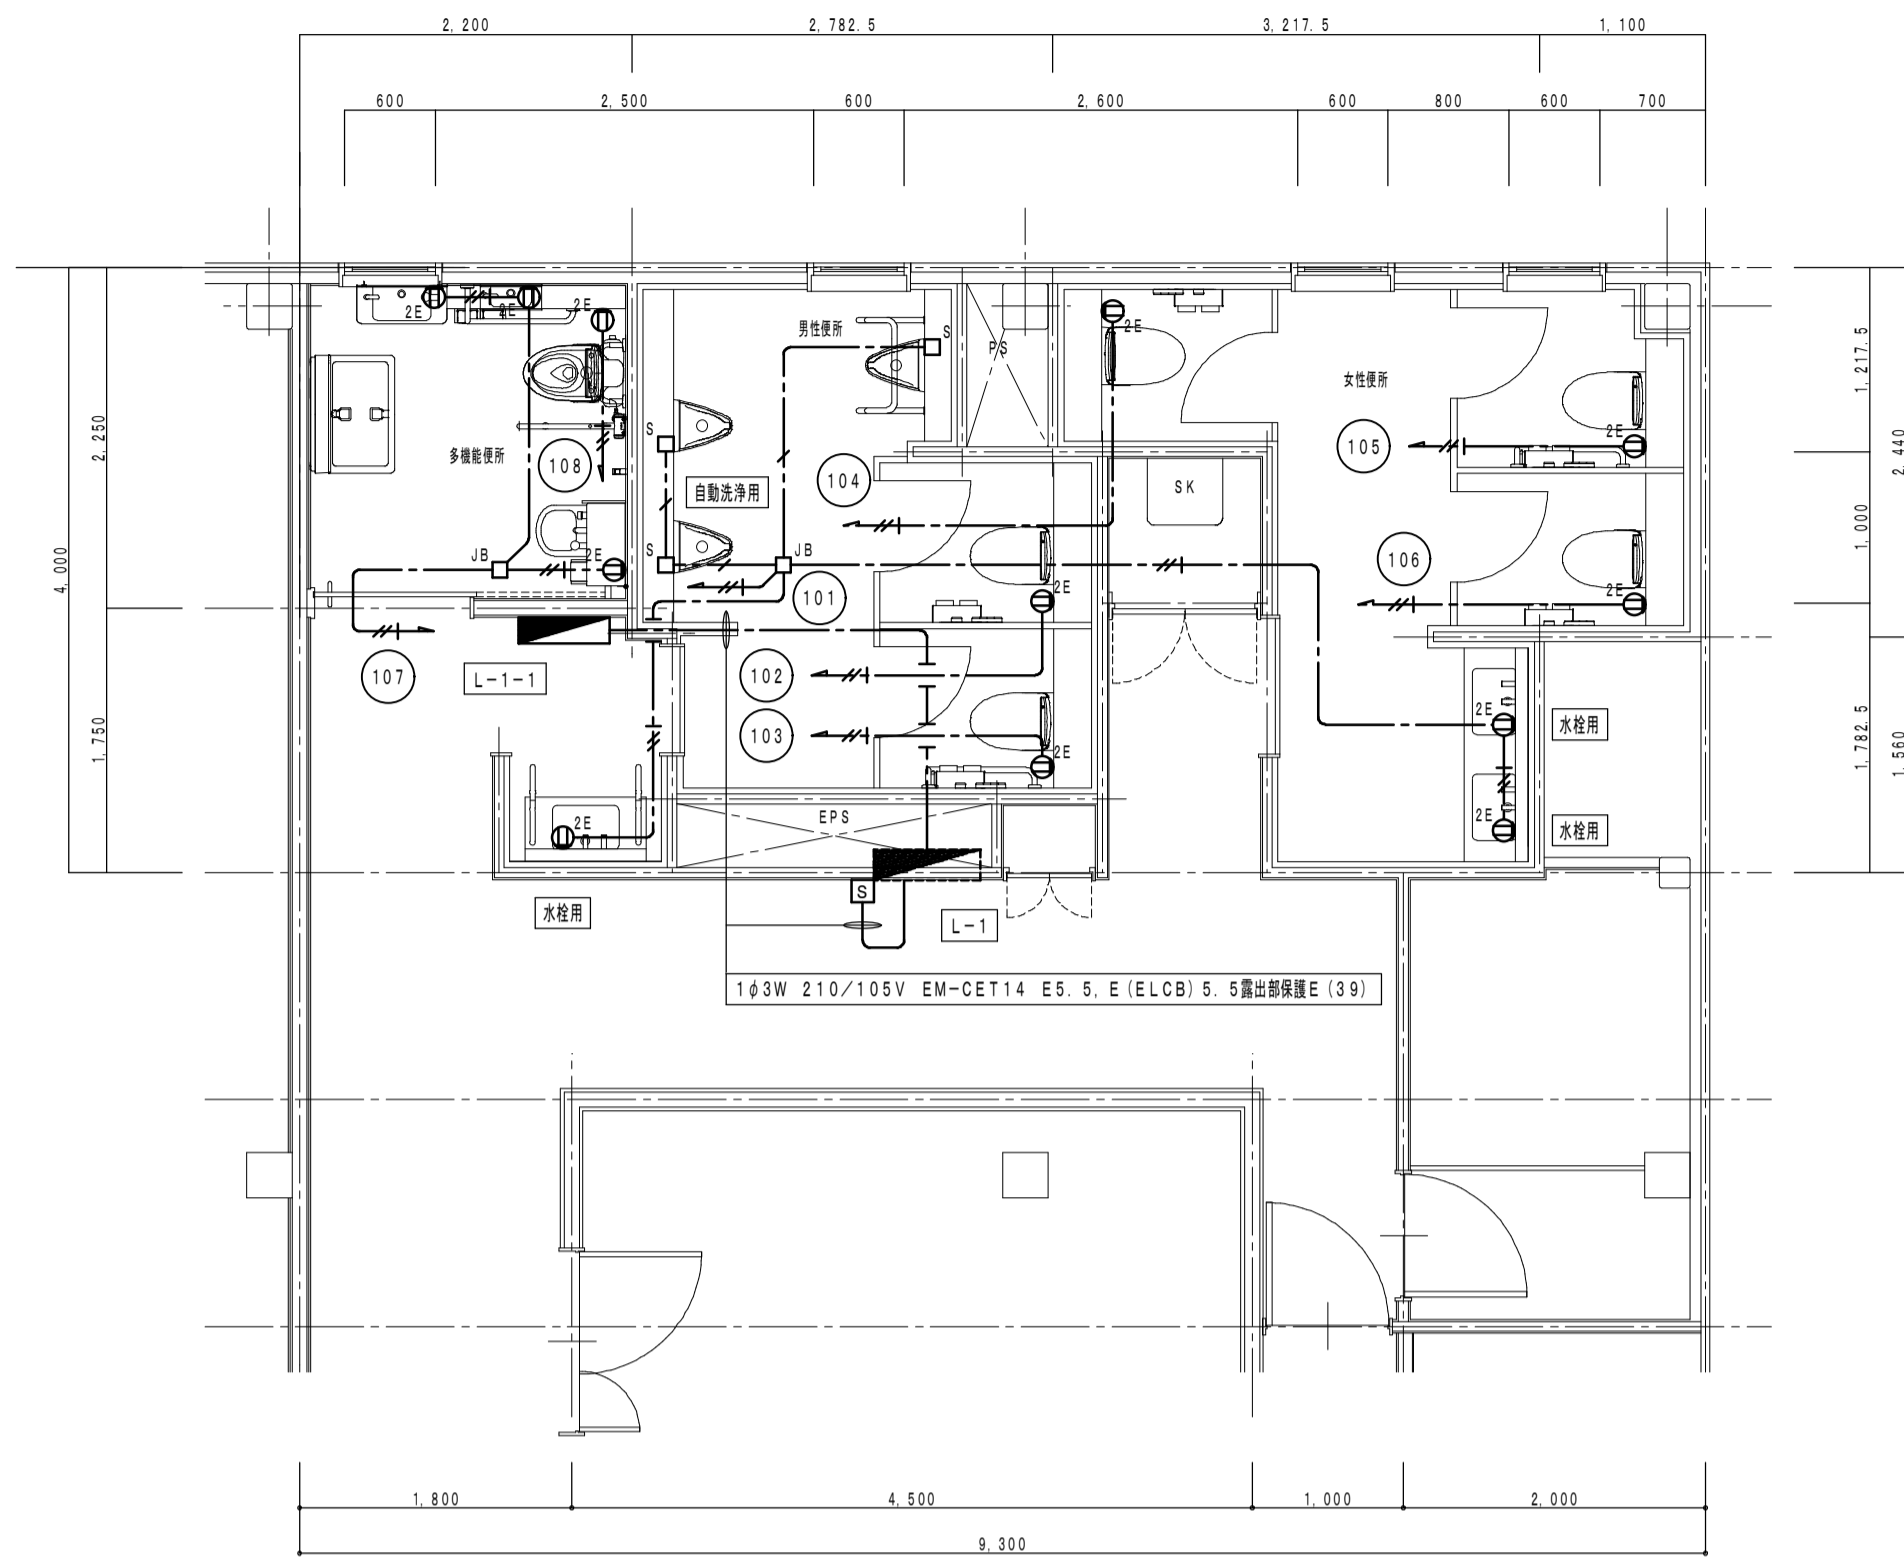 2,200 2,782.5 3,217.5 1,100
600 2,500 600 2,600 600 800 600 700
2E 2E 2E
男性便所 S
PS
2E
女性便所
1,217.5
2,250
多機能便所
108
S
自動洗浄用
104
SK
105
2E
2,440
4,000
JB
2E
S
JB
101
2E
106
2E
1,000
107
L-1-1
102
103
2E
1,750
2E
水栓用
1,782.5
1,560
2E
EPS
2E
水栓用
水栓用
S
L-1
1φ3W 210/105V EM-CET14 E5.5,E(ELCB)5.5露出部保護E(39)
1,800 4,500 1,000 2,000
9,300